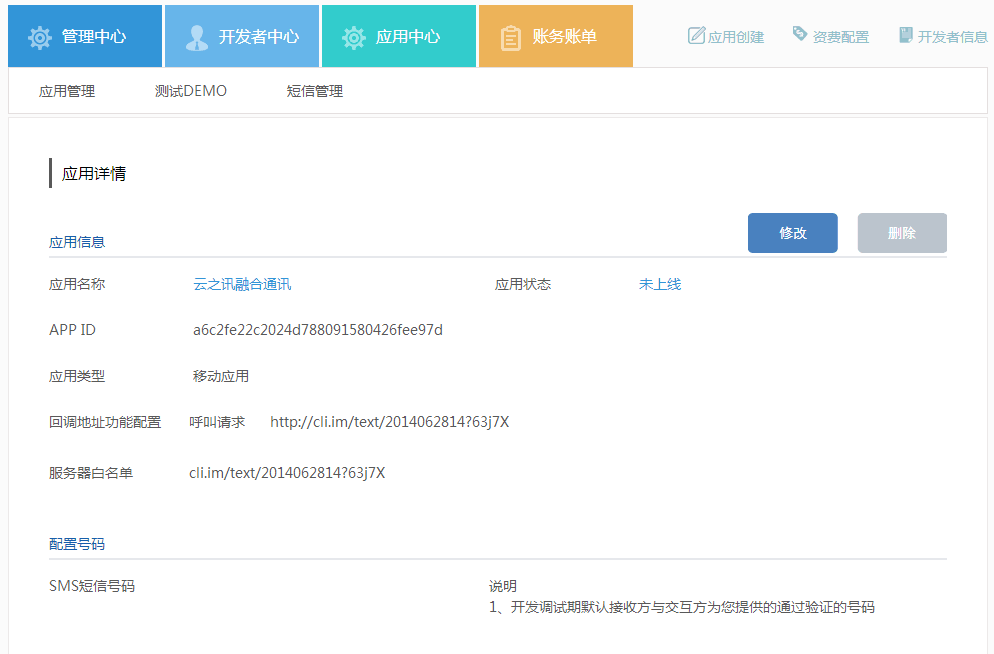 管理中心 开发者中心 应用中心 账务账单 应用创建 资费配置 开发者信息
应用管理 测试DEMO 短信管理
应用详情
应用信息 修改 删除
应用名称 云之讯融合通讯 应用状态 未上线
APP ID a6c2fe22c2024d788091580426fee97d
应用类型 移动应用
回调地址功能配置 呼叫请求 http://cli.im/text/2014062814?63j7X
服务器白名单 cli.im/text/2014062814?63j7X
配置号码
SMS短信号码 说明
1、开发调试期默认接收方与交互方为您提供的通过验证的号码